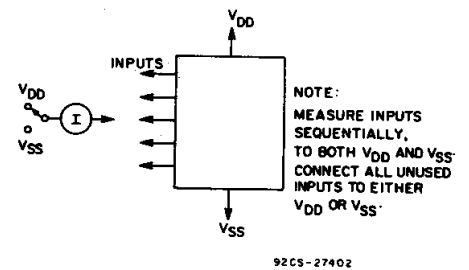 VDD
INPUTS
VDD
I
VSS
NOTE:
MEASURE INPUTS
SEQUENTIALLY,
TO BOTH VDD AND VSS.
CONNECT ALL UNUSED
INPUTS TO EITHER
VDD OR VSS.
VSS
92CS-27402